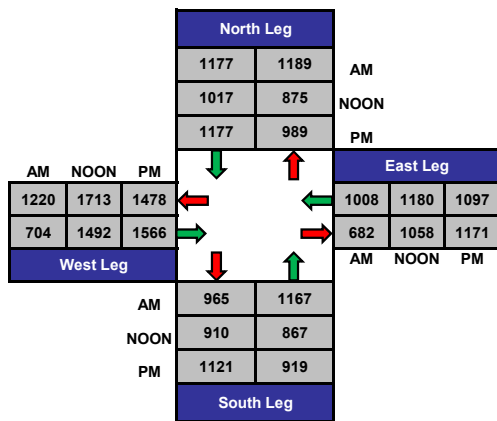 North Leg
1177 1189 AM
1017 875 NOON
1177 989 PM
East Leg
AM NOON PM
1220 1713 1478
1008 1180 1097
704 1492 1566
682 1058 1171
West Leg
AM NOON PM
AM 965 1167
NOON 910 867
PM 1121 919
South Leg